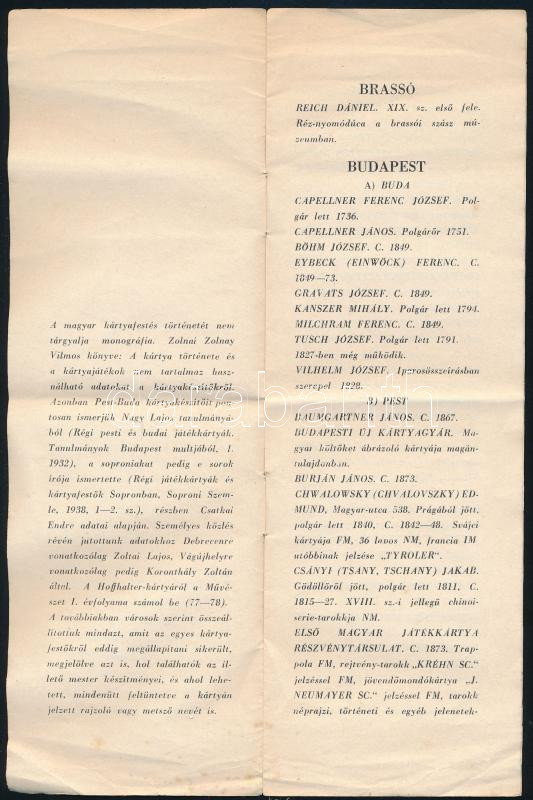 A magyar kártyafestés történetét nem
tárgyalja monográfia. Zolnai Zolnay
Vilmos könyve: A kártya története és
a kártyajátékok nem tartalmaz hasz-
nálható adatokat a kártyakészítőkről.
Azonban Pest-Buda kártyakészítőit pon-
tosan ismerjük Nagy Lajos tanulmányá-
ból (Régi pesti és budai játékkártyák.
Tanulmányok Budapest multjából, I.
1932), a soproniakat pedig e sorok
írója ismertette (Régi játékkártyák és
kártyafestők Sopronban, Soproni Szem-
le, 1938, 1—2. sz.), részben Csatkai
Endre adatai alapján. Személyes közlés
révén jutottunk adatokhoz Debrecenre
vonatkozólag Zoltai Lajos, Vágújhelyre
vonatkozólag pedig Koronthály Zoltán
által. A Hoffhalter-kártyáról a Művé-
szet I. évfolyama számol be (77—78).
A továbbiakban városok szerint összeál-
lítottuk mindazt, amit az egyes kártya-
festőkről eddig megállapítani sikerült,
megjelölve azt is, hol találhatók az il-
lető mester készítményei, és ahol lehe-
tett, mindenütt feltüntetve a kártyán
jelzett rajzoló vagy metsző nevét is.
BRASSÓ
REICH DÁNIEL. XIX. sz. első fele.
Réz-nyomódúca a brassói szász mú-
zeumban.
BUDAPEST
A) BUDA
CAPELLNER FERENC JÓZSEF. Pol-
gár lett 1736.
CAPELLNER JÁNOS. Polgárőr 1751.
BÖHM JÓZSEF. C. 1849.
EYBECK (EINWÖCK) FERENC. C.
1849—73.
GRAVATS JÓZSEF. C. 1849.
KANSZER MIHÁLY. Polgár lett 1794.
MILCHRAM FERENC. C. 1849.
TUSCH JÓZSEF. Polgár lett 1791.
1827-ben még működik.
VILHELM JÓZSEF. Iparosösszeírásban
szerepel 1828.
B) PEST
BAUMGARTNER JÁNOS. C. 1867.
BUDAPESTI ÚJ KÁRTYAGYÁR. Ma-
gyar költőket ábrázoló kártyája magán-
tulajdonban.
BURJÁN JÁNOS. C. 1873.
CHWALOWSKY (CHVALOVSZKY) ED-
MUND, Magyar-utca 538. Prágából jött,
polgár lett 1840, C. 1842—48. Svájci
kártyája FM, 36 lapos NM, francia IM
utóbbinak jelzése „TYROLER".
CSÁNYI (TSANY, TSCHANY) JAKAB.
Gödöllőről jött, polgár lett 1811, C.
1815—27. XVIII. sz.-i jellegű chinoi-
serie-tarokkja NM.
ELSŐ MAGYAR JÁTÉKKÁRTYA
RÉSZVÉNYTÁRSULAT. C. 1873. Trap-
pola FM, rejtvény-tarokk „KRÉHN SC."
jelzéssel FM, jövendőmondókártya „J.
NEUMAYER SC." jelzéssel FM, tarokk
néprajzi, történeti és egyéb jelenetek-
darabanth